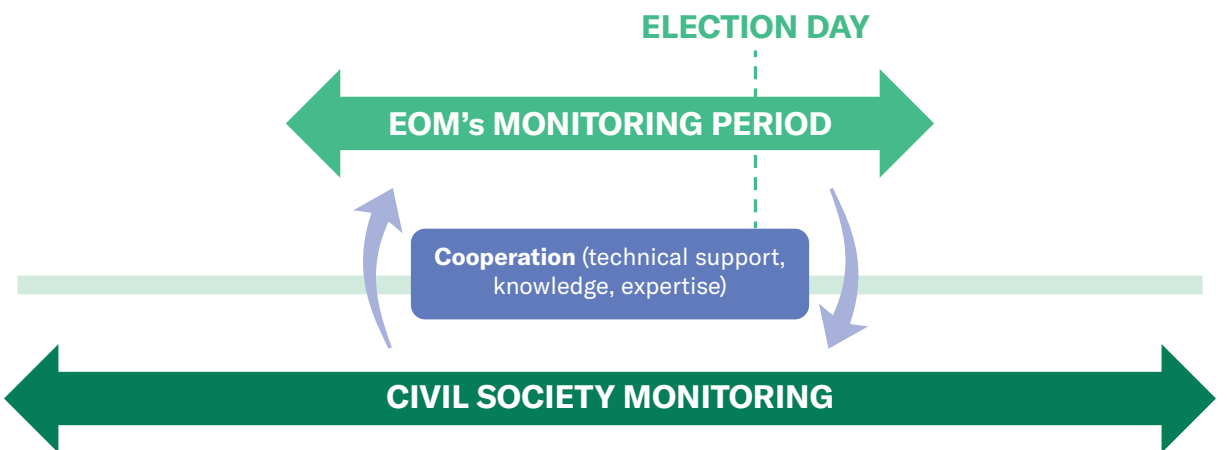 ELECTION DAY
EOM's MONITORING PERIOD
Cooperation (technical support,
knowledge, expertise)
CIVIL SOCIETY MONITORING